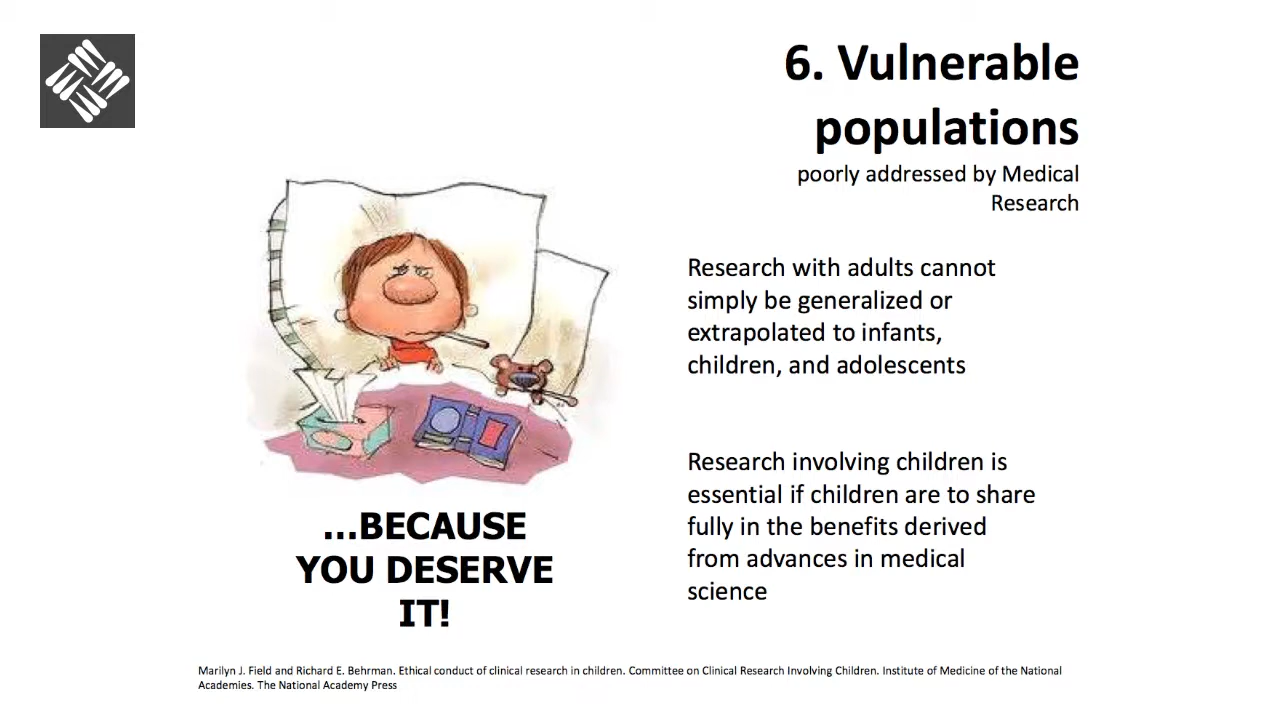 6. Vulnerable
populations
poorly addressed by Medical
Research
Research with adults cannot
simply be generalized or
extrapolated to infants,
children, and adolescents
Research involving children is
essential if children are to share
fully in the benefits derived
from advances in medical
science
...BECAUSE
YOU DESERVE
IT!
Marilyn J. Field and Richard E. Behrman. Ethical conduct of clinical research in children. Committee on Clinical Research Involving Children. Institute of Medicine of the National
Academies. The National Academy Press